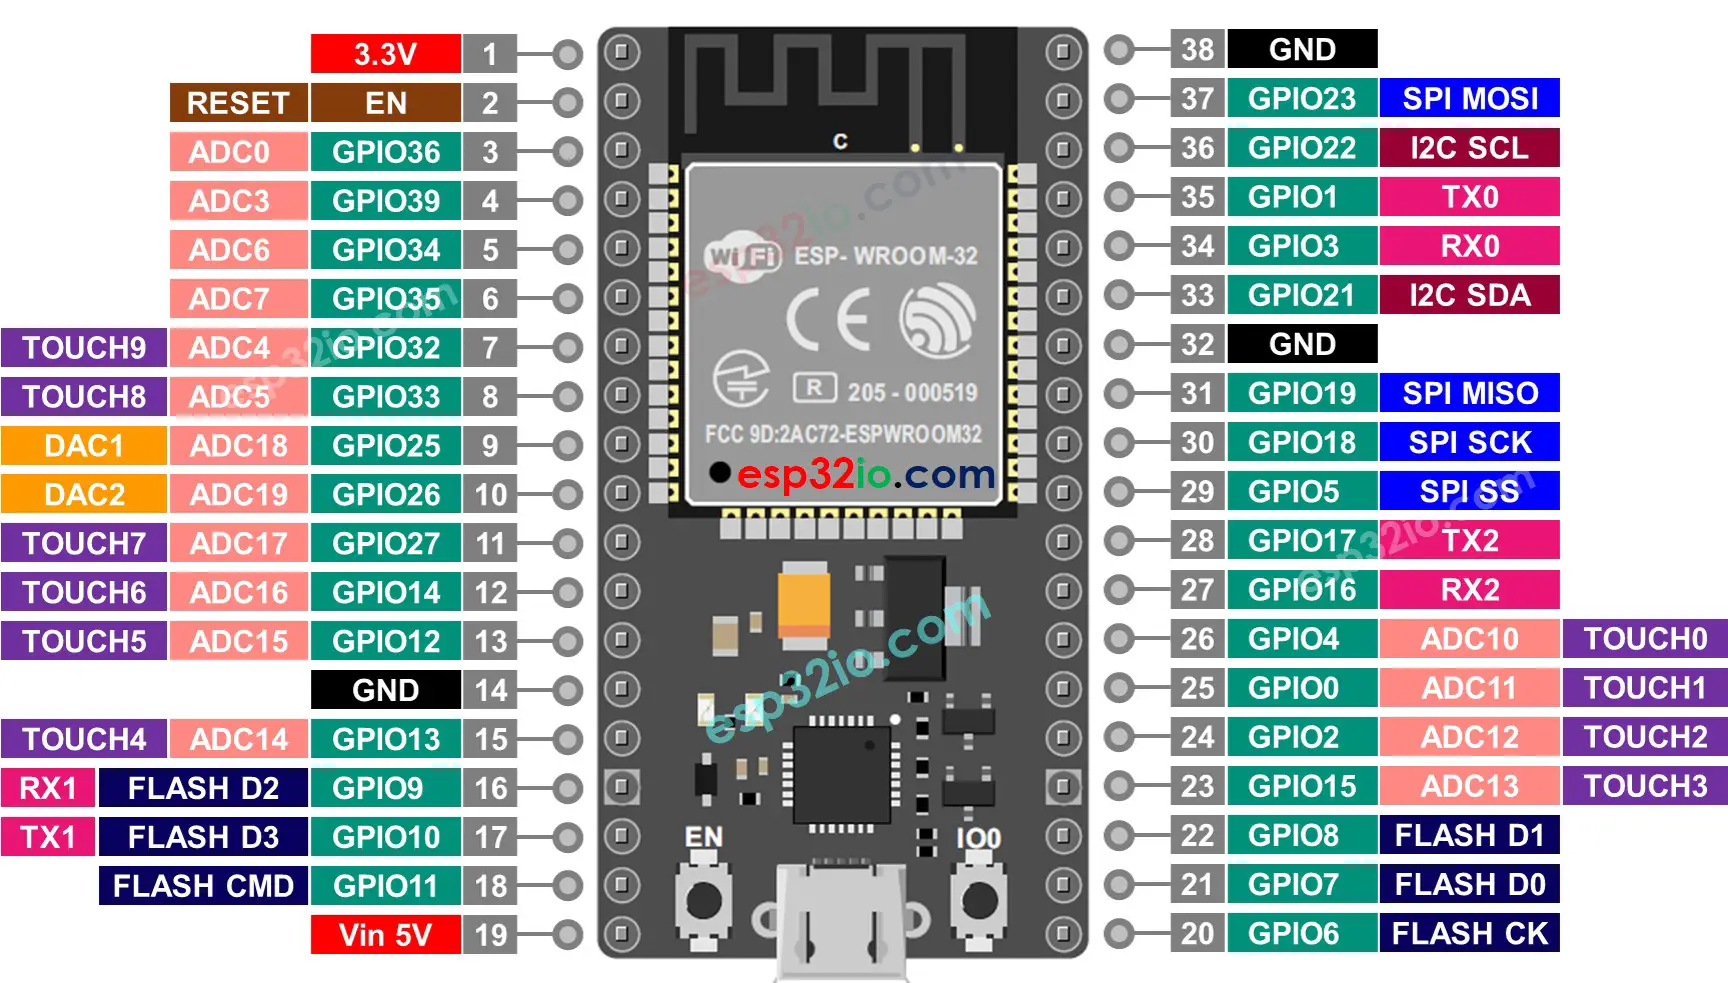 3.3V 1
RESET EN 2
ADC0 GPIO36 3
ADC3 GPIO39 4
ADC6 GPIO34 5
ADC7 GPIO35 6
TOUCH9 ADC4 GPIO32 7
TOUCH8 ADC5 GPIO33 8
DAC1 ADC18 GPIO25 9
DAC2 ADC19 GPIO26 10
TOUCH7 ADC17 GPIO27 11
TOUCH6 ADC16 GPIO14 12
TOUCH5 ADC15 GPIO12 13
GND 14
TOUCH4 ADC14 GPIO13 15
RX1 FLASH D2 GPIO9 16
TX1 FLASH D3 GPIO10 17
FLASH CMD GPIO11 18
Vin 5V 19
esp32io.com
C
esp32io.com
WiFi ESP- WROOM-32
CE
R 205 - 000519
FCC 9D:2AC72-ESPWROOM32
esp32io.com
esp32io.com
EN IO0
38 GND
37 GPIO23 SPI MOSI
36 GPIO22 I2C SCL
35 GPIO1 TX0
34 GPIO3 RX0
33 GPIO21 I2C SDA
32 GND
31 GPIO19 SPI MISO
30 GPIO18 SPI SCK
29 GPIO5 SPI SS
28 GPIO17 TX2
27 GPIO16 RX2
26 GPIO4 ADC10 TOUCH0
25 GPIO0 ADC11 TOUCH1
24 GPIO2 ADC12 TOUCH2
23 GPIO15 ADC13 TOUCH3
22 GPIO8 FLASH D1
21 GPIO7 FLASH D0
20 GPIO6 FLASH CK
esp32io.com